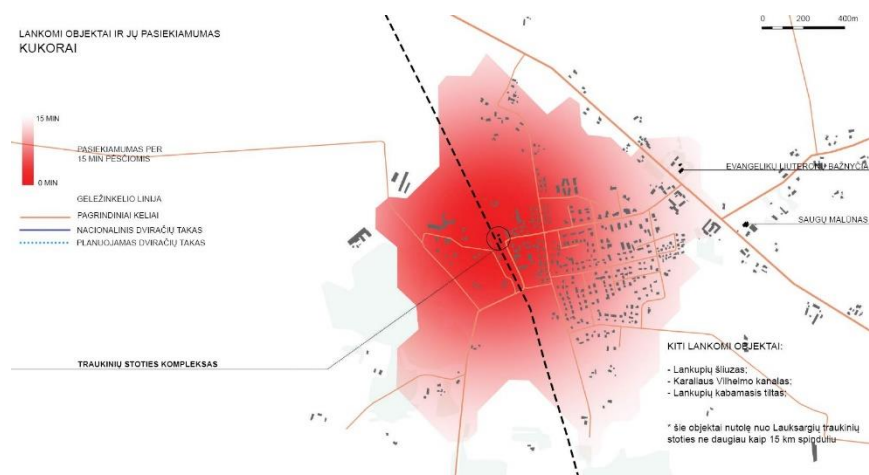 LANKOMI OBJEKTAI IR JŲ PASIEKIAMUMAS
KUKORAI
0 200 400m
15 MIN
PASIEKIAMUMAS PER
15 MIN PĖSČIOMIS
0 MIN
GELEŽINKELIO LINIJA
PAGRINDINIAI KELIAI
NACIONALINIS DVIRAČIŲ TAKAS
PLANUOJAMAS DVIRAČIŲ TAKAS
EVANGELIKŲ LIUTERONŲ BAŽNYČIA
SAUGŲ MALŪNAS
TRAUKINIŲ STOTIES KOMPLEKSAS
KITI LANKOMI OBJEKTAI:
- Lankupių šliuzas;
- Karaliaus Vilhelmo kanalas;
- Lankupių kabamasis tiltas;
* šie objektai nutolę nuo Lauksargių traukinių
stoties ne daugiau kaip 15 km spinduliu